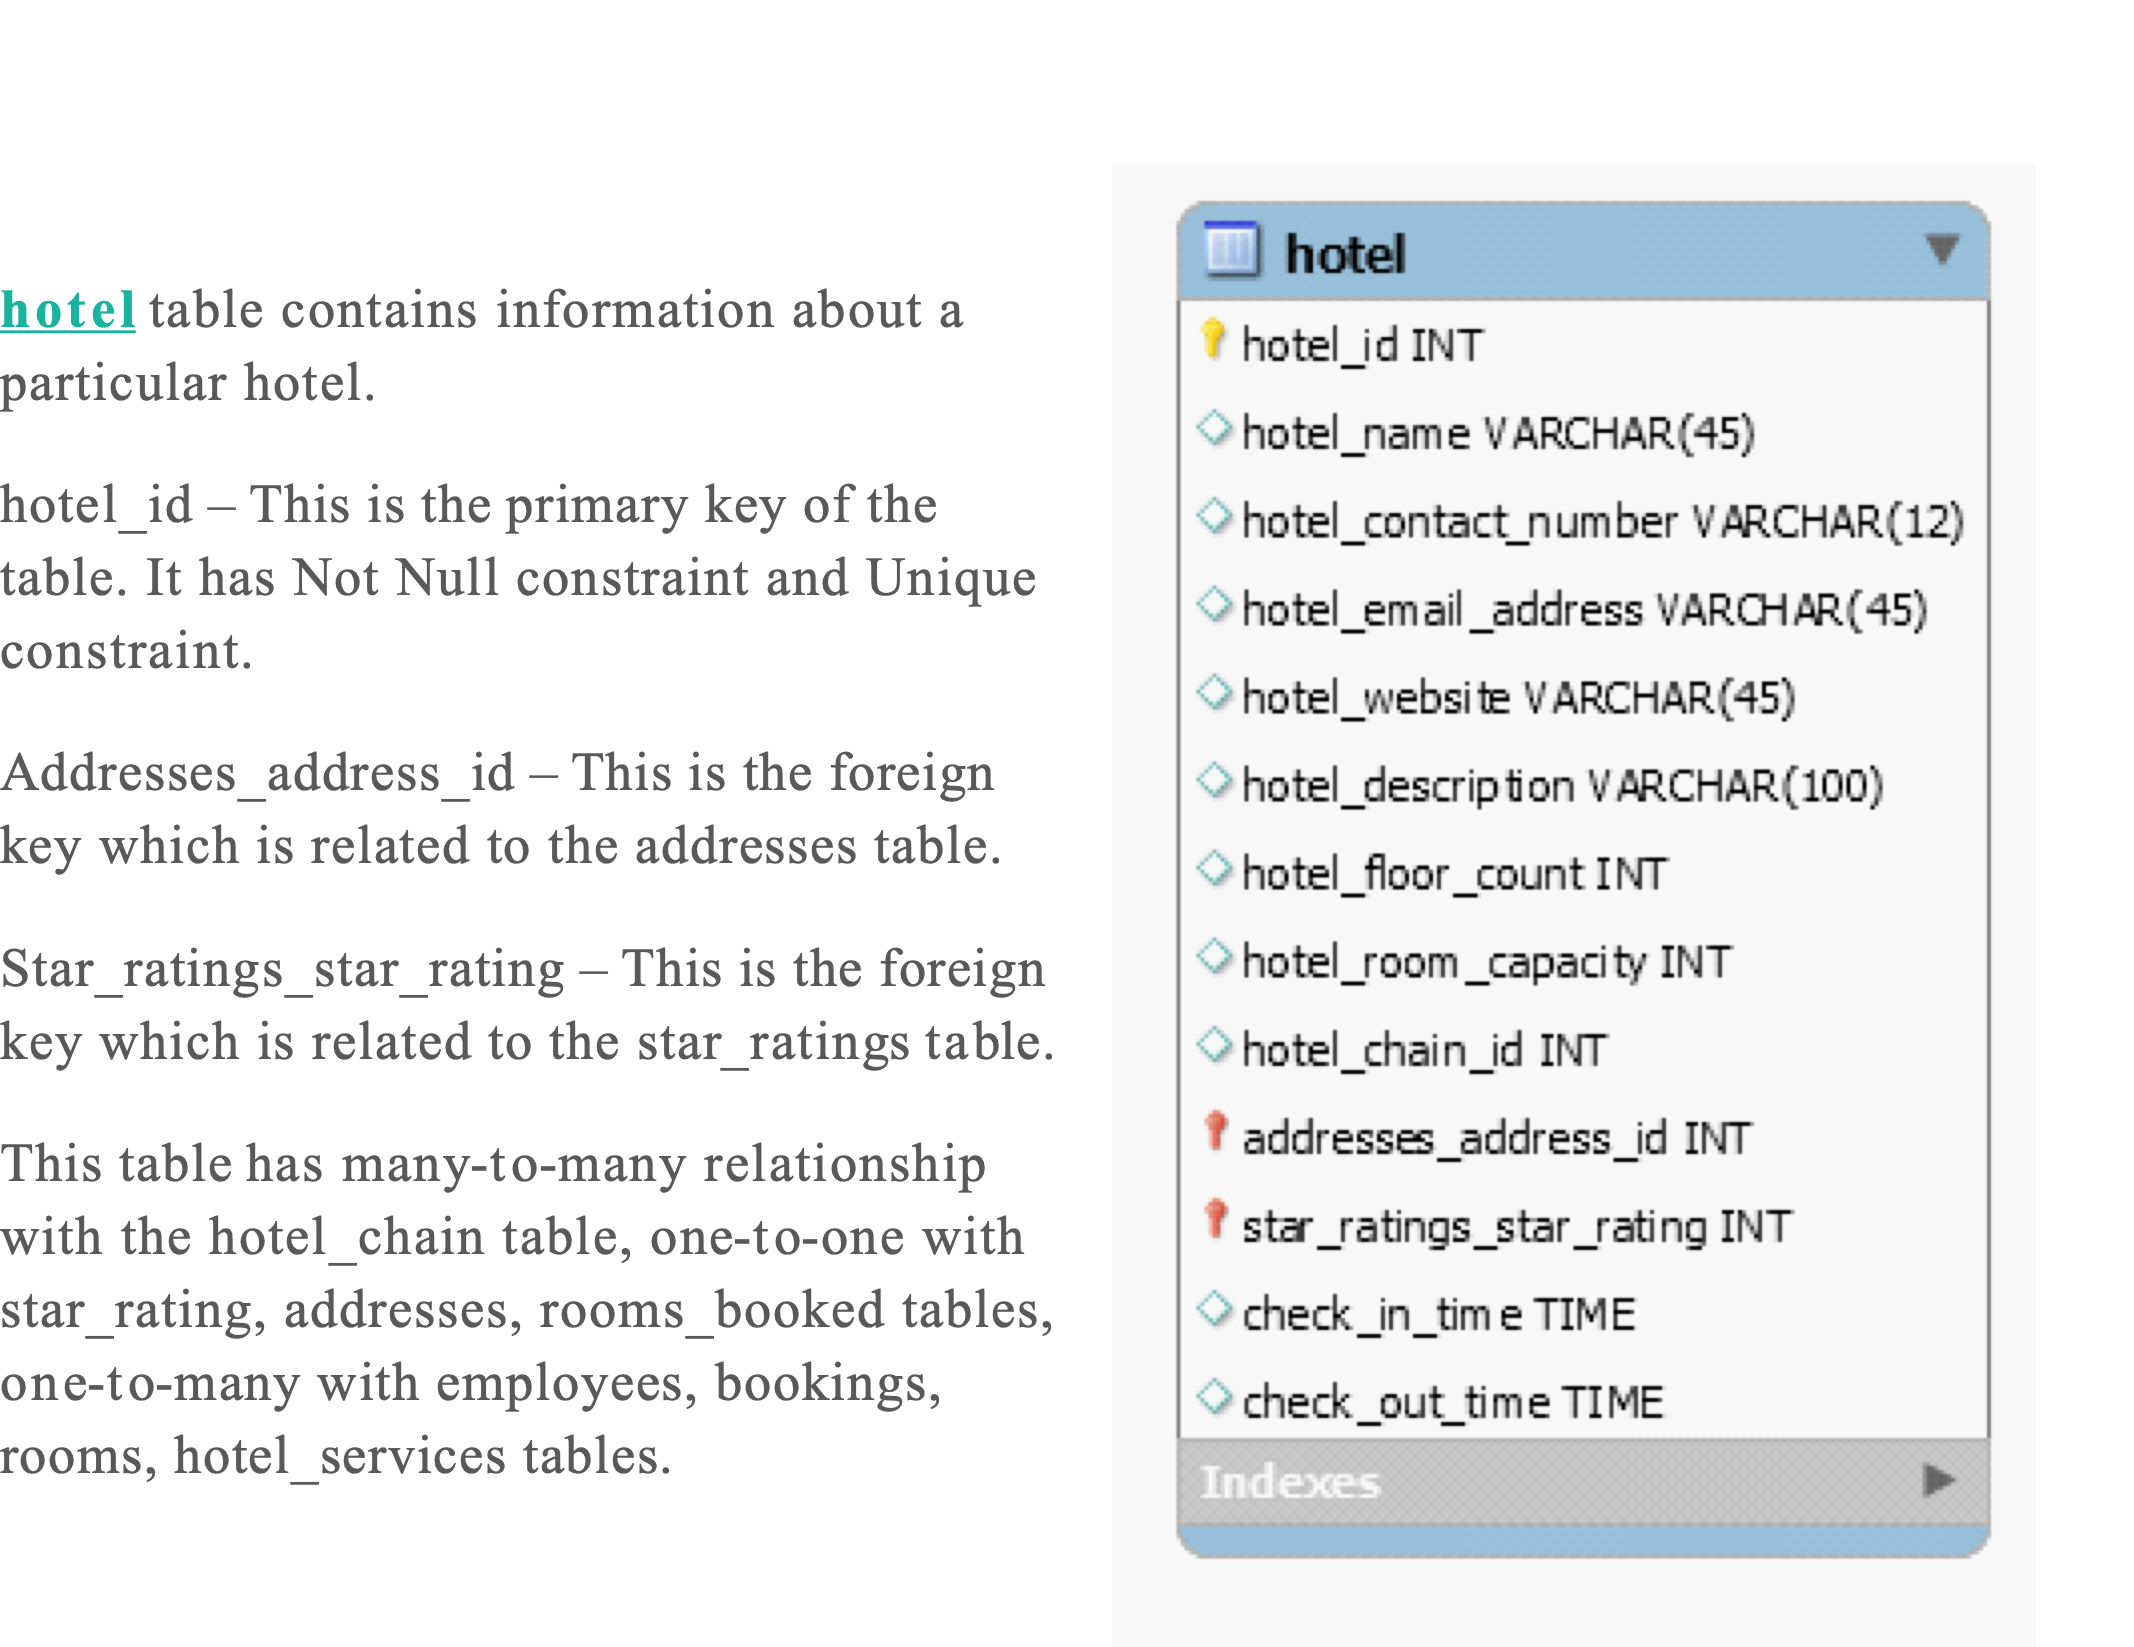 hotel table contains information about a
particular hotel.
hotel_id – This is the primary key of the
table. It has Not Null constraint and Unique
constraint.
Addresses_address_id – This is the foreign
key which is related to the addresses table.
Star_ratings_star_rating – This is the foreign
key which is related to the star_ratings table.
This table has many-to-many relationship
with the hotel_chain table, one-to-one with
star_rating, addresses, rooms_booked tables,
one-to-many with employees, bookings,
rooms, hotel_services tables.
hotel
hotel_id INT
hotel_name VARCHAR(45)
hotel_contact_number VARCHAR(12)
hotel_email_address VARCHAR(45)
hotel_website VARCHAR(45)
hotel_description VARCHAR(100)
hotel_floor_count INT
hotel_room_capacity INT
hotel_chain_id INT
addresses_address_id INT
star_ratings_star_rating INT
check_in_time TIME
check_out_time TIME
Indexes